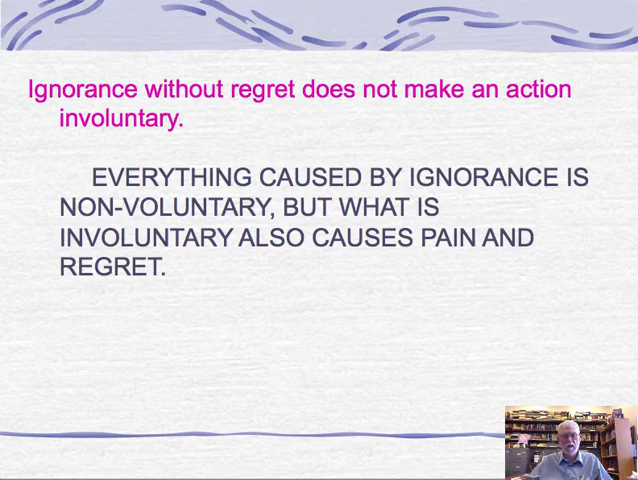 Ignorance without regret does not make an action
involuntary.
EVERYTHING CAUSED BY IGNORANCE IS
NON-VOLUNTARY, BUT WHAT IS
INVOLUNTARY ALSO CAUSES PAIN AND
REGRET.